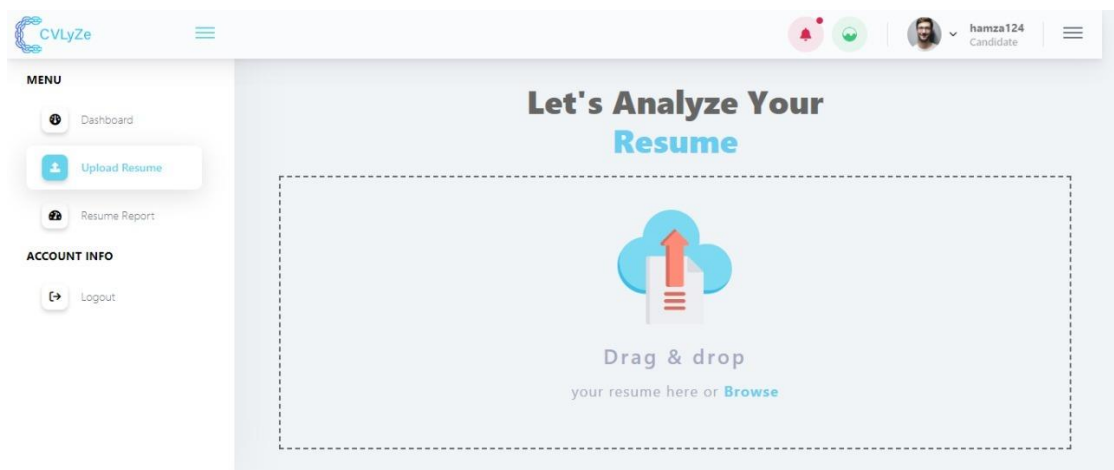 CVLyZe
hamza124
Candidate
MENU
Dashboard
Upload Resume
Resume Report
ACCOUNT INFO
Logout
Let's Analyze Your
Resume
Drag & drop
your resume here or Browse